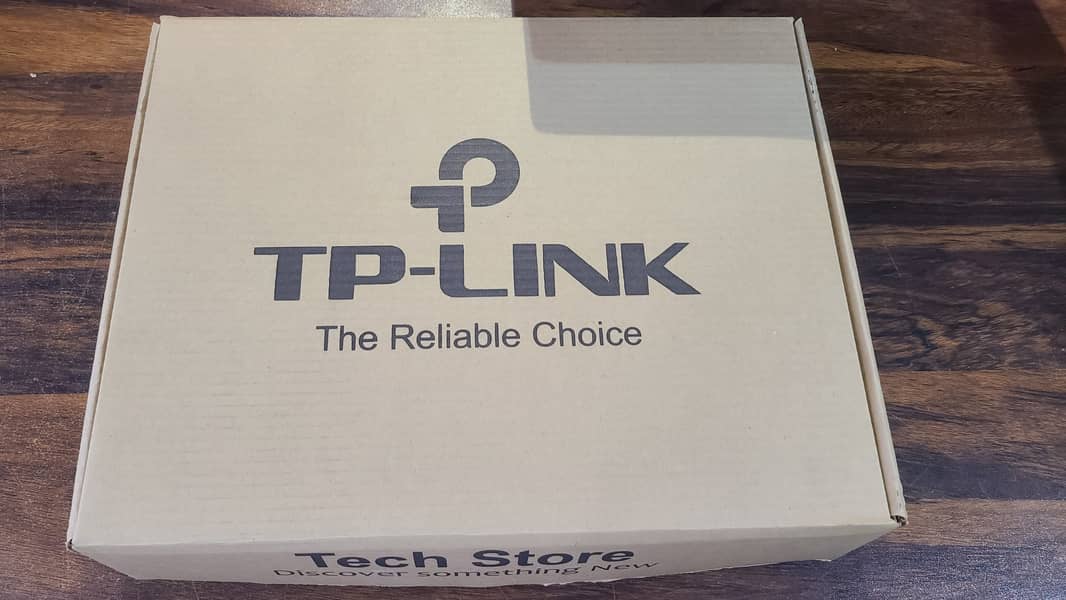 TP-LINK
The Reliable Choice
Tech Store
Discover something New